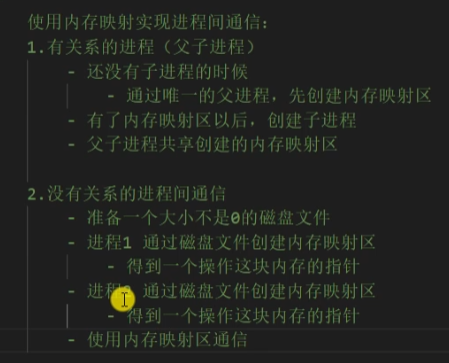 使用内存映射实现进程间通信：
1.有关系的进程（父子进程）
- 还没有子进程的时候
- 通过唯一的父进程，先创建内存映射区
- 有了内存映射区以后，创建子进程
- 父子进程共享创建的内存映射区
2.没有关系的进程间通信
- 准备一个大小不是0的磁盘文件
- 进程1 通过磁盘文件创建内存映射区
- 得到一个操作这块内存的指针
- 进程 通过磁盘文件创建内存映射区
- 得到一个操作这块内存的指针
- 使用内存映射区通信